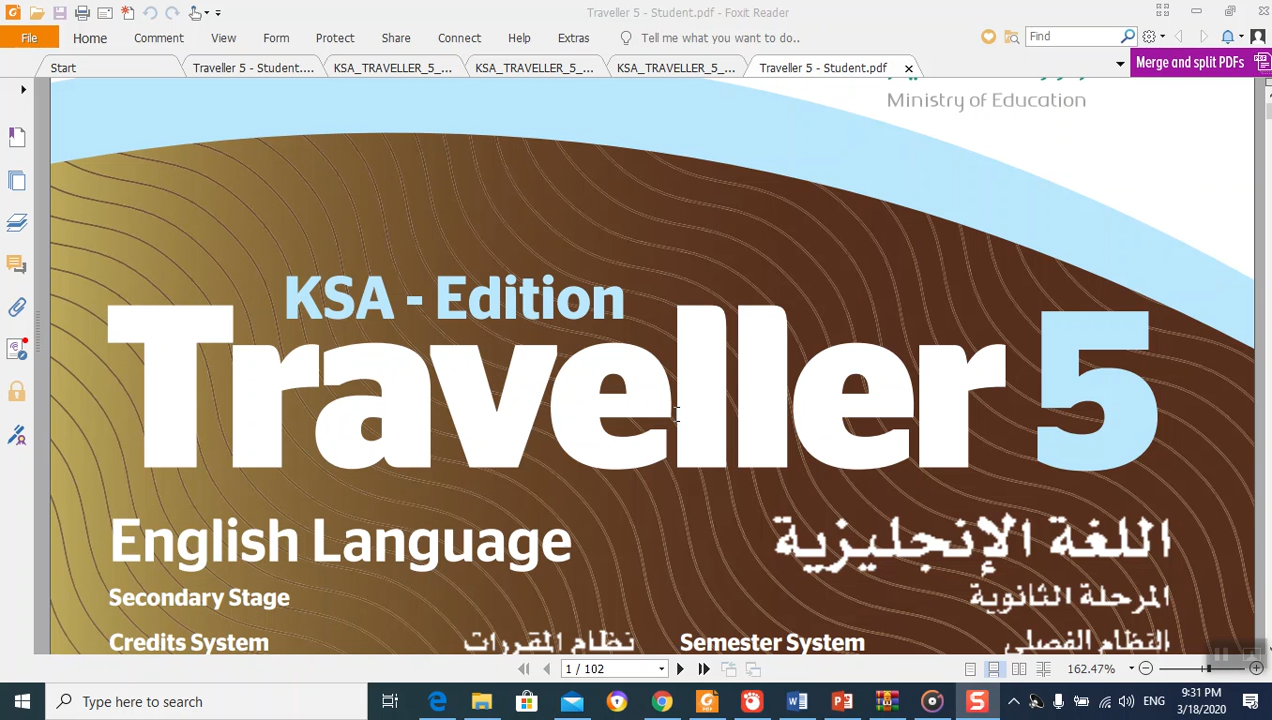 Traveller 5 - Student.pdf - Foxit Reader
File Home Comment View Form Protect Share Connect Help Extras Tell me what you want to do.. Find
Start Traveller 5 - Student.... KSA_TRAVELLER_5_... KSA_TRAVELLER_5_... KSA_TRAVELLER_5_... Traveller 5 - Student.pdf Merge and split PDFs
Ministry of Education
KSA - Edition
Traveller 5
English Language اللغة الإنجليزية
Secondary Stage المرحلة الثانوية
Credits System نظام المقررات Semester System النظام الفصلي
1 / 102 162.47%
Type here to search ENG 9:31 PM
3/18/2020